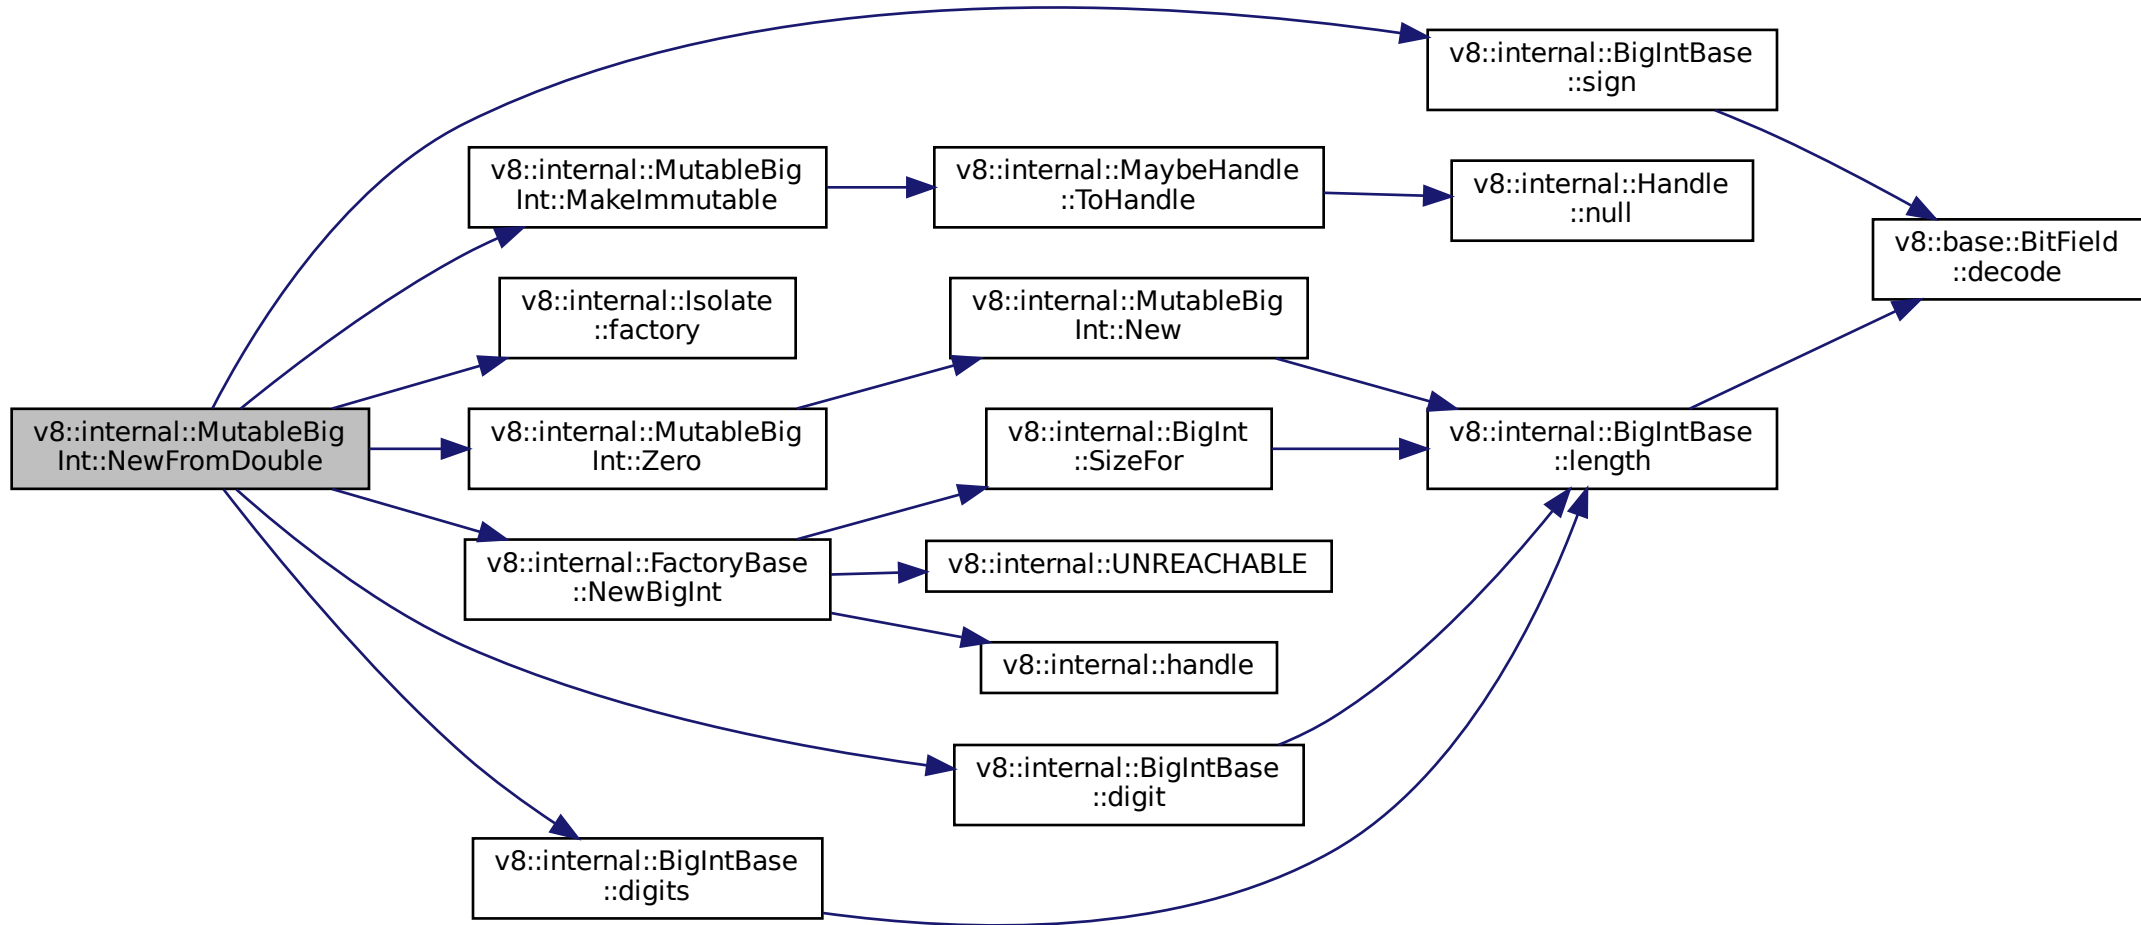 v8::internal::BigIntBase
::sign
v8::internal::MutableBig
Int::MakeImmutable
v8::internal::MaybeHandle
::ToHandle
v8::internal::Handle
::null
v8::base::BitField
::decode
v8::internal::Isolate
::factory
v8::internal::MutableBig
Int::New
v8::internal::MutableBig
Int::NewFromDouble
v8::internal::MutableBig
Int::Zero
v8::internal::BigInt
::SizeFor
v8::internal::BigIntBase
::length
v8::internal::FactoryBase
::NewBigInt
v8::internal::UNREACHABLE
v8::internal::handle
v8::internal::BigIntBase
::digit
v8::internal::BigIntBase
::digits